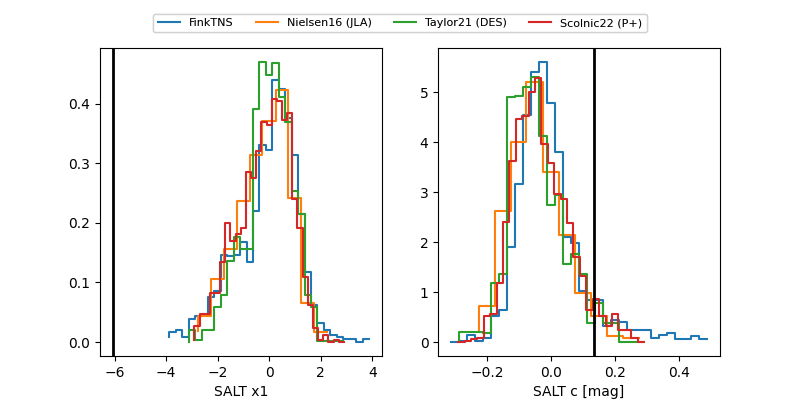 FinkTNS Nielsen16 (JLA) Taylor21 (DES) Scolnic22 (P+)
0.4
0.3
0.2
0.1
0.0
−6 −4 −2 0 2 4
SALT x1
5
4
3
2
1
0
−0.2 0.0 0.2 0.4
SALT c [mag]